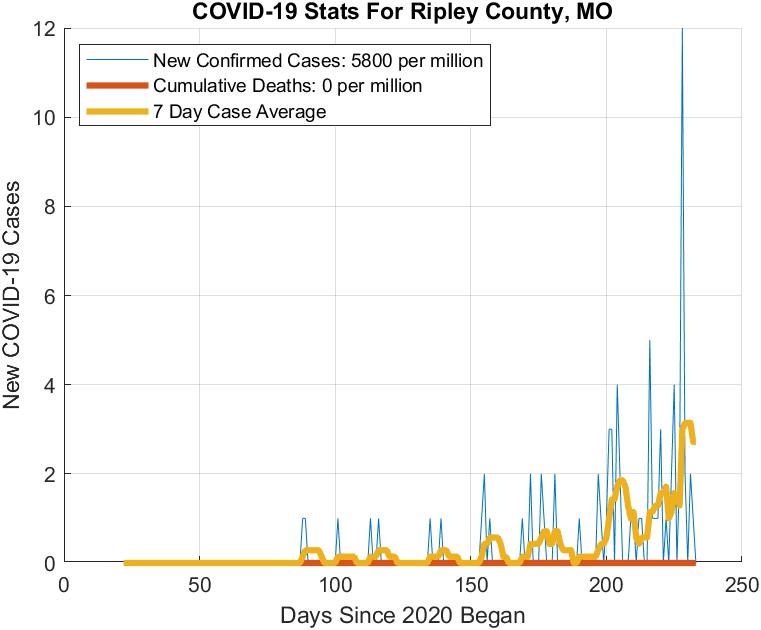 COVID-19 Stats For Ripley County, MO
New Confirmed Cases: 5800 per million
Cumulative Deaths: 0 per million
7 Day Case Average
New COVID-19 Cases
12
10
8
6
4
2
0
0 50 100 150 200 250
Days Since 2020 Began